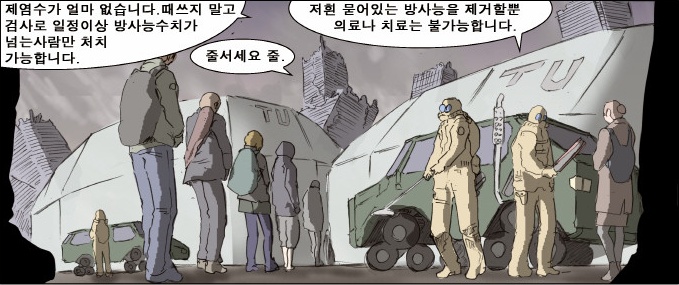 제염수가 얼마 없습니다.때쓰지 말고
검사로 일정이상 방사능수치가
넘는사람만 처치
가능합니다.
줄서세요 줄.
저흰 묻어있는 방사능을 제거할뿐
의료나 치료는 불가능합니다.
TU
TU